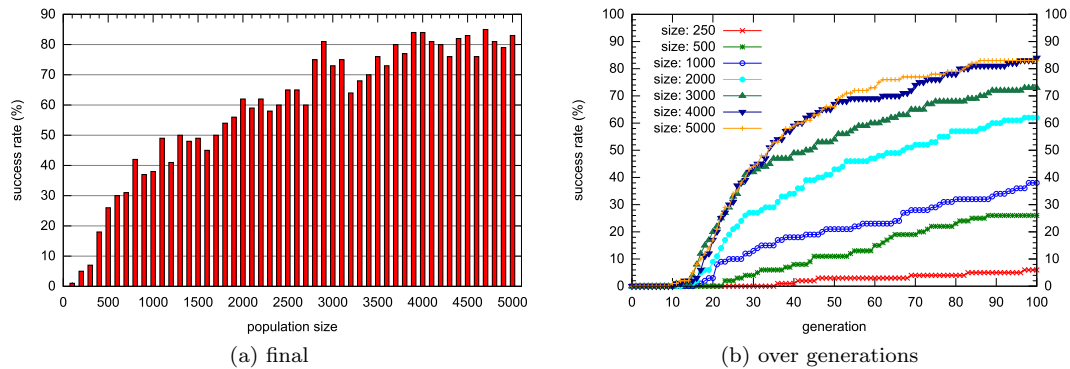 success rate (%)
90
80
70
60
50
40
30
20
10
0
0 500 1000 1500 2000 2500 3000 3500 4000 4500 5000
population size
(a) final
success rate (%)
100
90
80
70
60
50
40
30
20
10
0
size: 250
size: 500
size: 1000
size: 2000
size: 3000
size: 4000
size: 5000
100
90
80
70
60
50
40
30
20
10
0
0 10 20 30 40 50 60 70 80 90 100
generation
(b) over generations